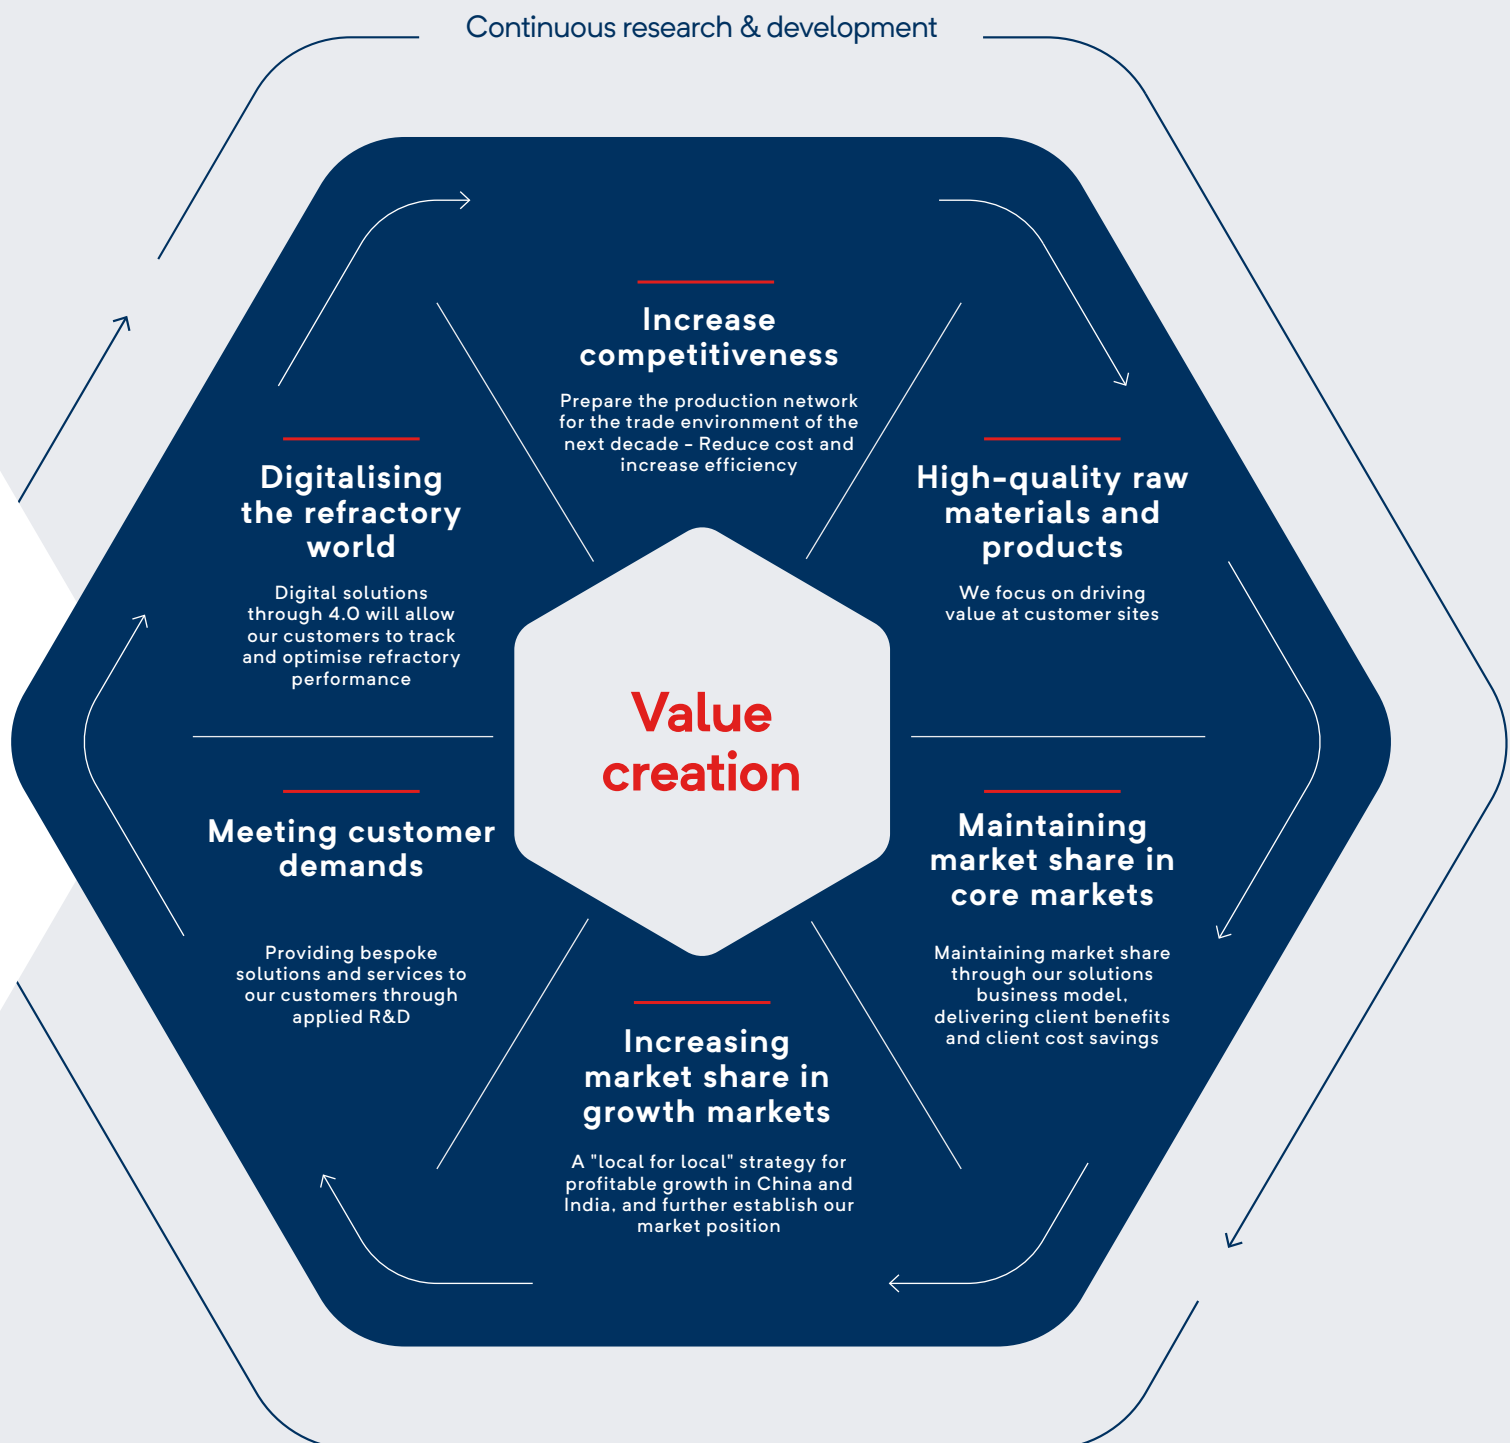 Continuous research & development
Increase
competitiveness
Prepare the production network
for the trade environment of the
next decade - Reduce cost and
increase efficiency
Digitalising
the refractory
world
Digital solutions
through 4.0 will allow
our customers to track
and optimise refractory
performance
High-quality raw
materials and
products
We focus on driving
value at customer sites
Value
creation
Meeting customer
demands
Providing bespoke
solutions and services to
our customers through
applied R&D
Maintaining
market share in
core markets
Maintaining market share
through our solutions
business model,
delivering client benefits
and client cost savings
Increasing
market share in
growth markets
A "local for local" strategy for
profitable growth in China and
India, and further establish our
market position